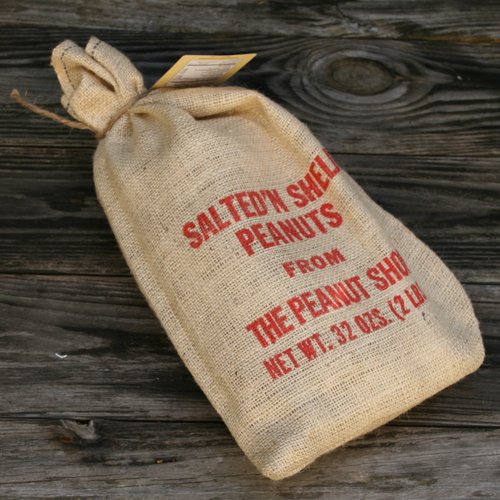 SALTED'N SHELL
PEANUTS
FROM
THE PEANUT SHO
NET WT. 32 OZS. (2 LB